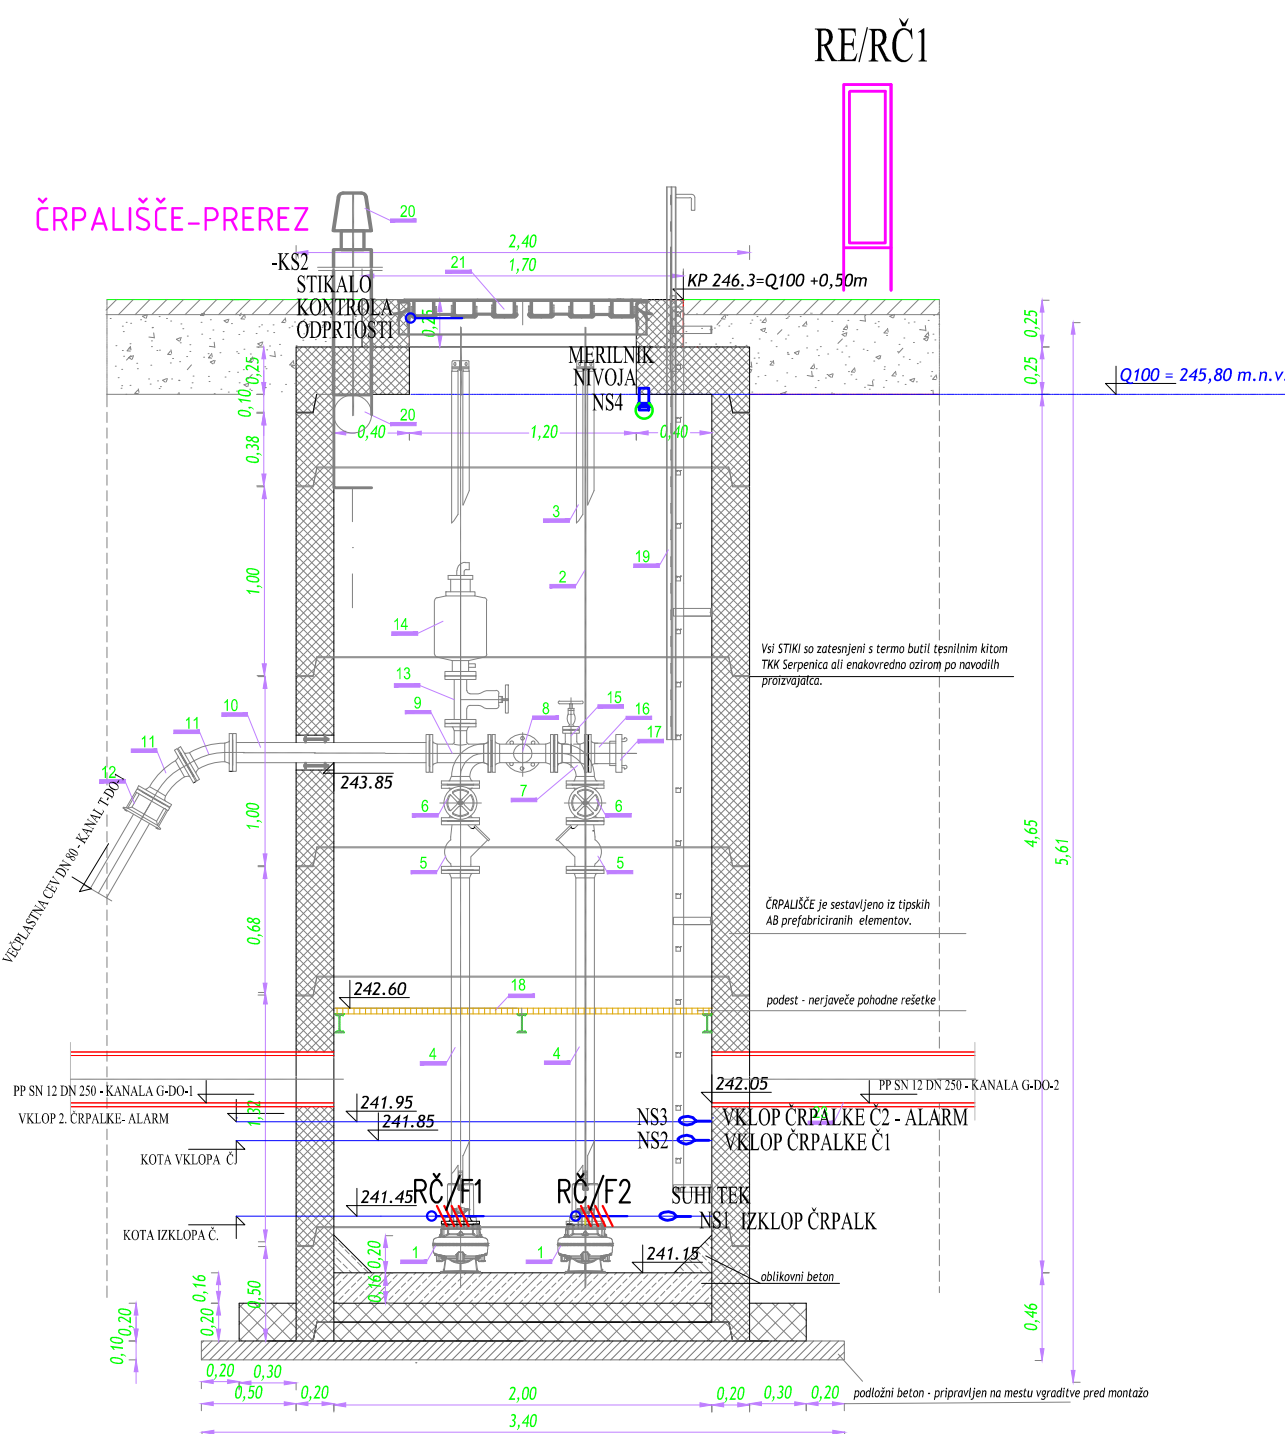 RE/RČ1
ČRPALIŠČE-PREREZ
20
2,40
-KS2
21
1,70
KP 246.3=Q100 +0,50m
STIKALO
KONTROLA
ODPRTOSTI
0,25
0,25
MERILNIK
NIVOJA
NS4
0,25
0,10
0,25
Q100 = 245,80 m.n.v.
20
0,40
1,20
0,40
0,38
3
19
2
1,00
14
Vsi STIKI so zatesnjeni s termo butil tesnilnim kitom
TKK Serpenica ali enakovredno ozirom po navodilih
proizvajalca.
13
15
9
8
16
10
11
17
11
12
243.85
7
6
6
VEČPLASTNA CEV DN 80 - KANAL T-DO-1
1,00
4,65
5,61
5
5
0,68
ČRPALIŠČE je sestavljeno iz tipskih
AB prefabriciranih elementov.
242.60
18
podest - nerjaveče pohodne rešetke
4
4
PP SN 12 DN 250 - KANALA G-DO-1
242.05
PP SN 12 DN 250 - KANALA G-DO-2
VKLOP 2. ČRPALKE- ALARM
1,32
241.95
241.85
NS3
VKLOP ČRPALKE Č2 - ALARM
NS2
VKLOP ČRPALKE Č1
KOTA VKLOPA Č.
241.45
RČ/F1
RČ/F2
SUHI TEK
NS1
IZKLOP ČRPALK
KOTA IZKLOPA Č.
1
1
0,20
241.15
oblikovni beton
0,16
0,16
0,50
0,20
0,20
0,10
0,46
0,20
0,30
0,50
0,20
2,00
0,20
0,30
0,20
podložni beton - pripravljen na mestu vgraditve pred montažo
3,40